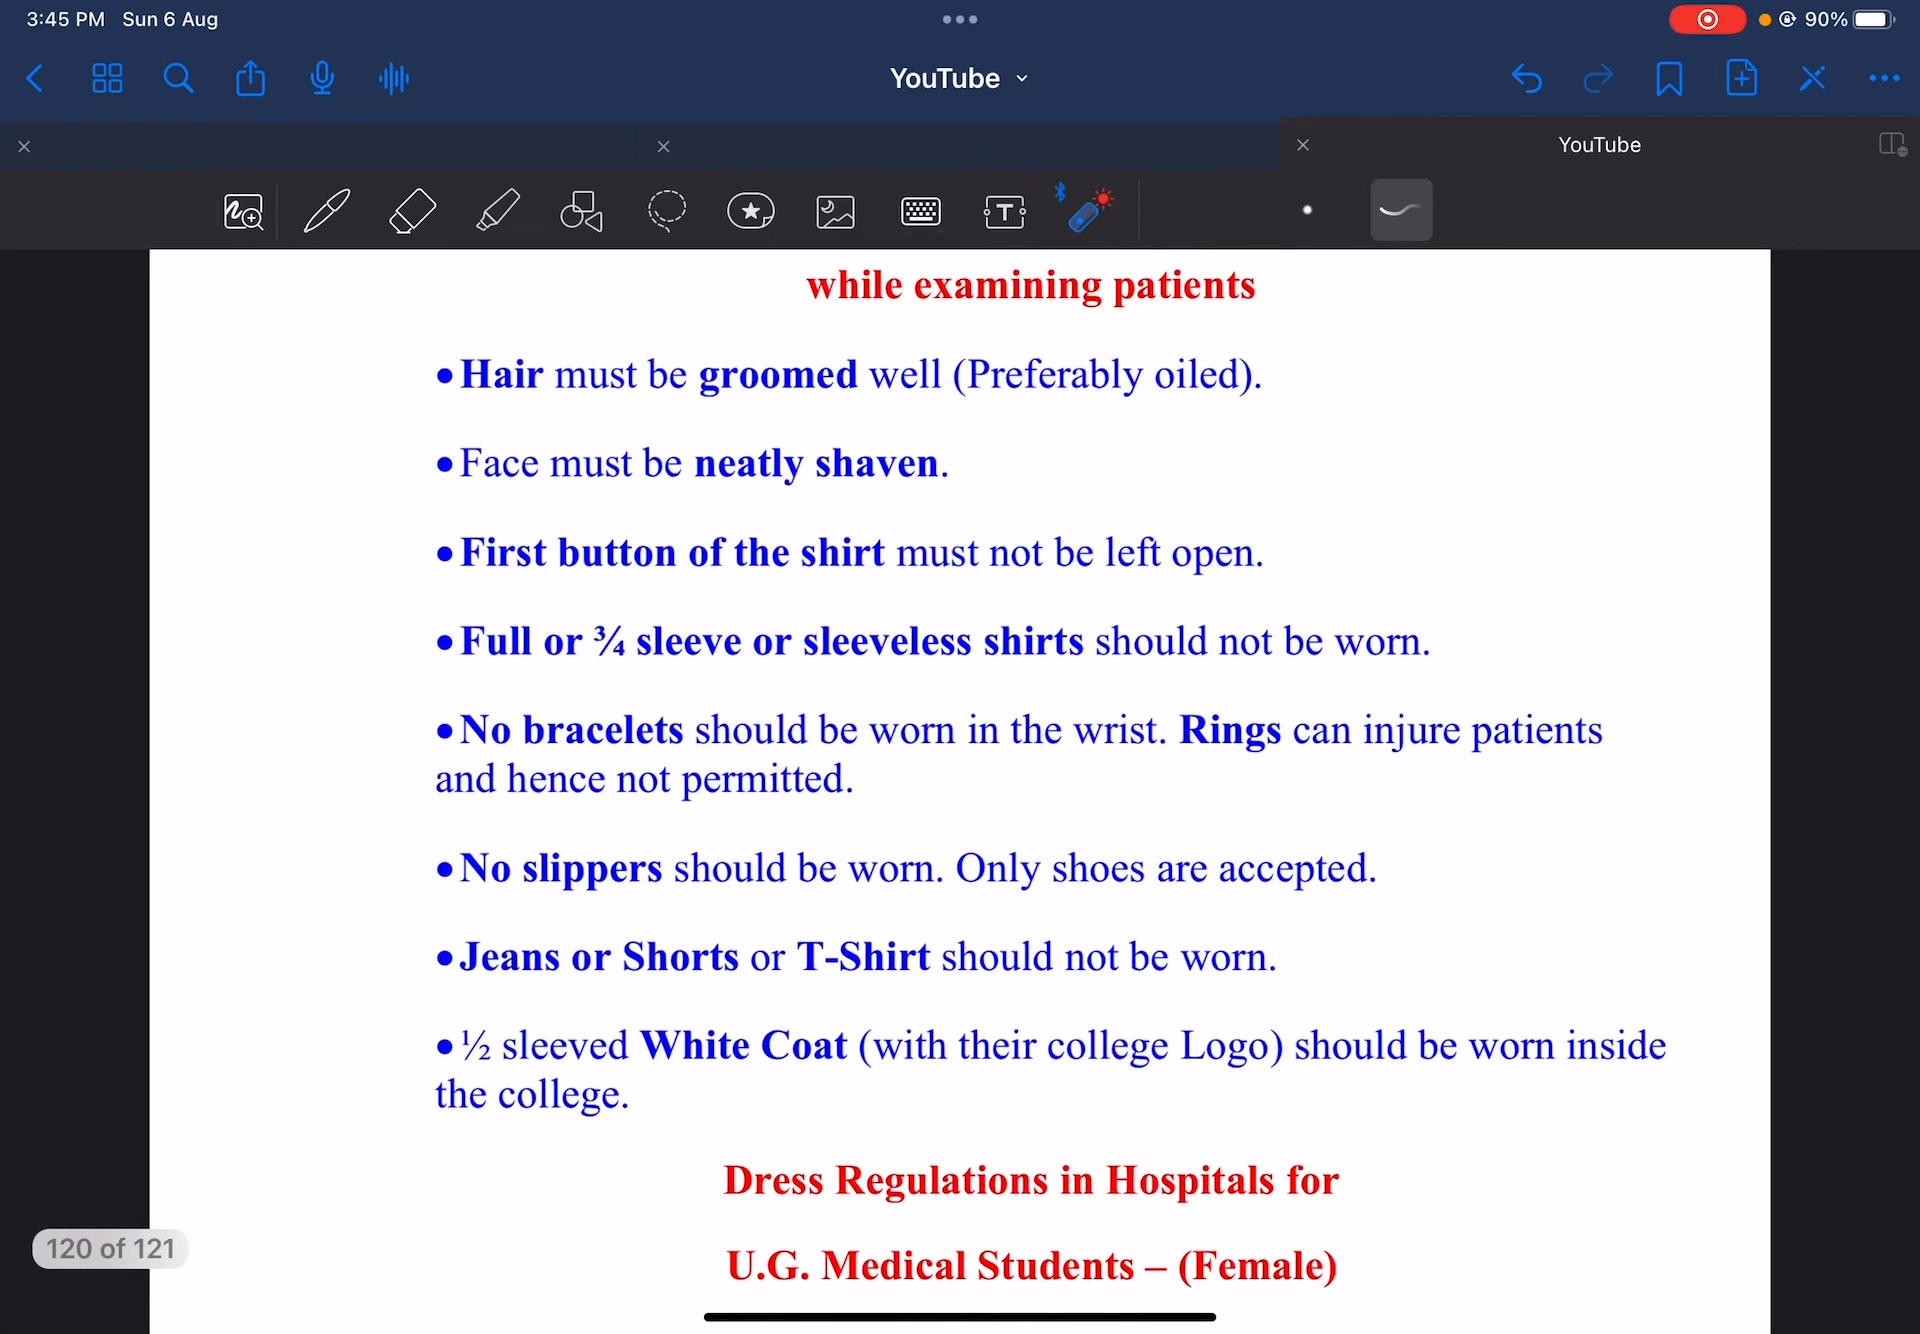 3:45 PM Sun 6 Aug
90%
YouTube
YouTube
while examining patients
• Hair must be groomed well (Preferably oiled).
• Face must be neatly shaven.
• First button of the shirt must not be left open.
• Full or ¾ sleeve or sleeveless shirts should not be worn.
• No bracelets should be worn in the wrist. Rings can injure patients
and hence not permitted.
• No slippers should be worn. Only shoes are accepted.
• Jeans or Shorts or T-Shirt should not be worn.
• ½ sleeved White Coat (with their college Logo) should be worn inside
the college.
Dress Regulations in Hospitals for
U.G. Medical Students – (Female)
120 of 121